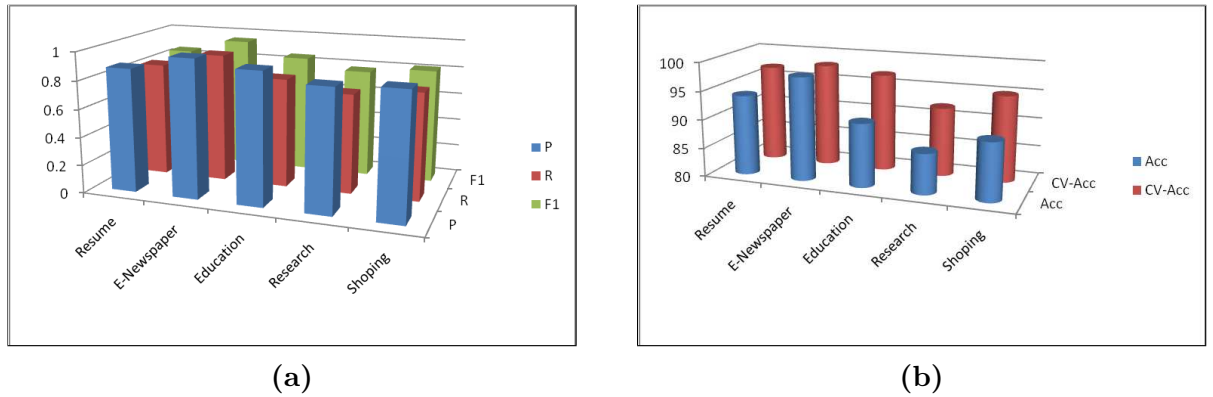 1
0.8
0.6
0.4
0.2
0
Resume
E-Newspaper
Education
Research
Shoping
F1
R
P
P
R
F1
(a)
100
95
90
85
80
Resume
E-Newspaper
Education
Research
Shoping
CV-Acc
Acc
Acc
CV-Acc
(b)